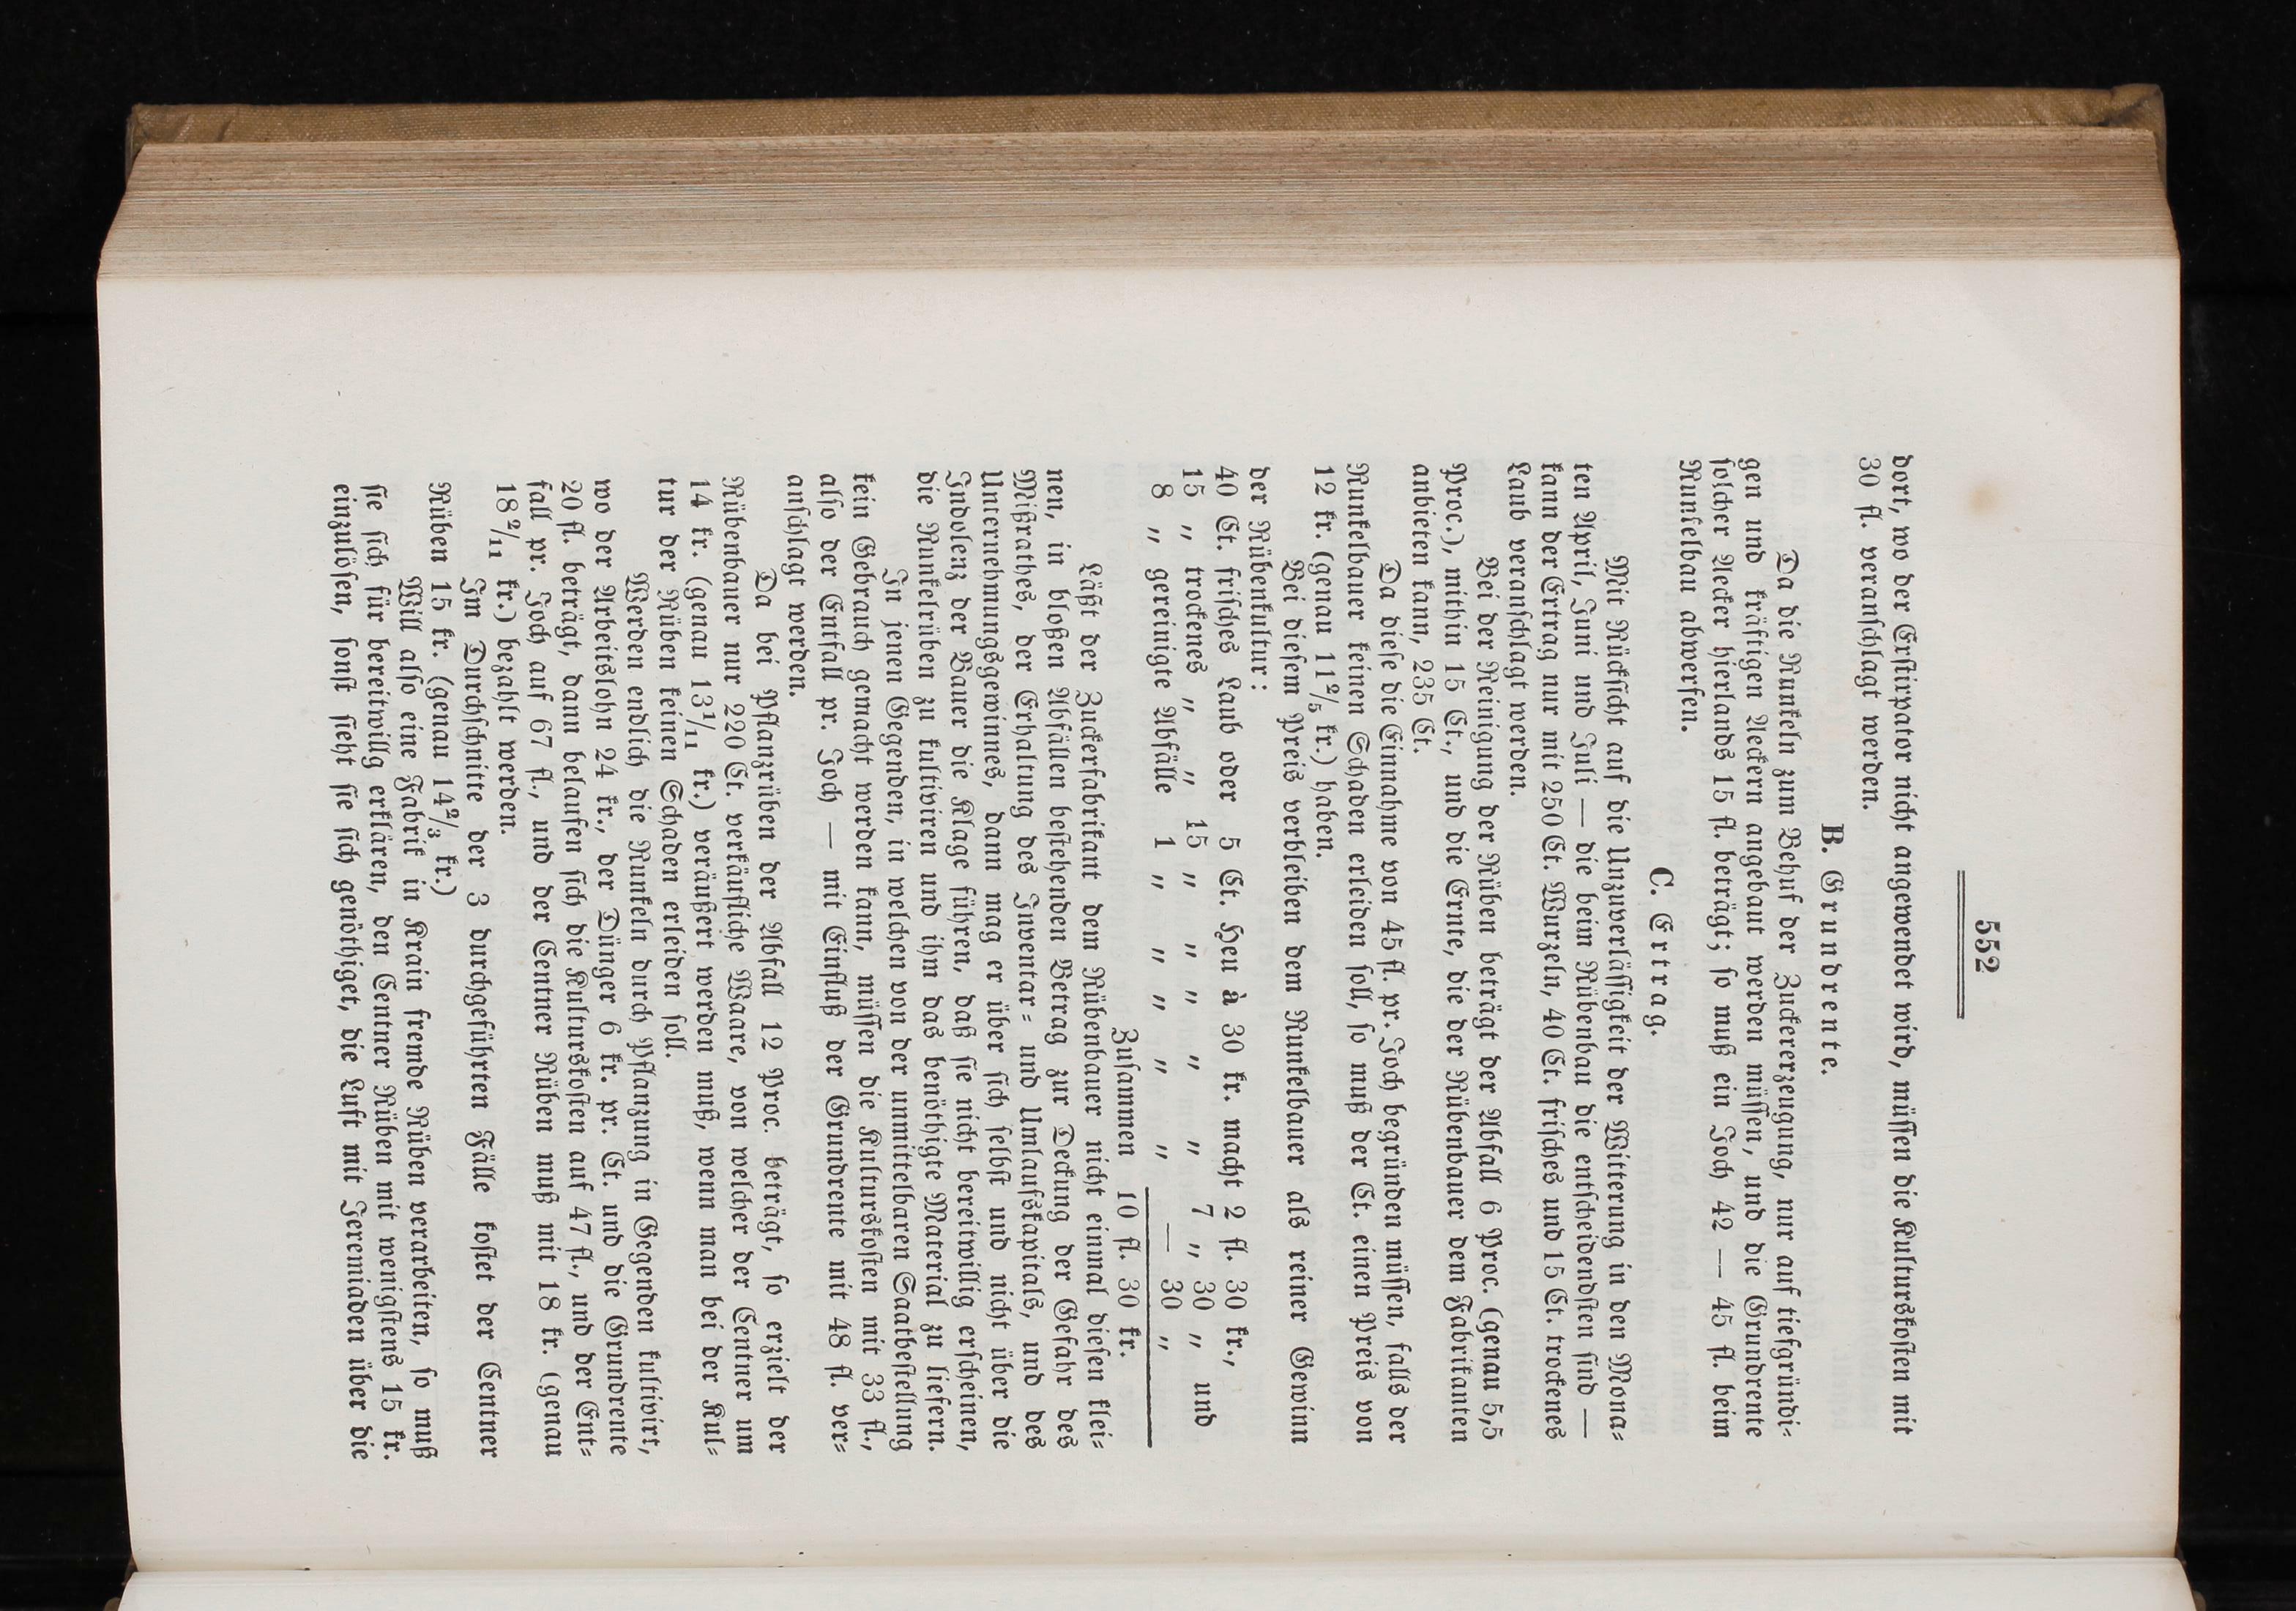 552
dort, wo der Erstirpator nicht angewendet wird, müssen die Kulturskosten mit
30 fl. veranschlagt werden.
B. Grundrente.
Da die Runkeln zum Behuf der Zuckererzeugung, nur auf tiefgründi-
gen und kräftigen Aeckern angebaut werden müssen, und die Grundrente
solcher Aecker hierlands 15 fl. beträgt; so muß ein Joch 42 — 45 fl. beim
Runkelbau abwerfen.
C. Ertrag.
Mit Rücksicht auf die Unzuverläßigkeit der Witterung in den Mona-
ten April, Juni und Juli — die beim Rübenbau die entscheidendsten sind —
kann der Ertrag nur mit 250 Ct. Wurzeln, 40 Ct. frisches und 15 Ct. trockenes
Laub veranschlagt werden.
Bei der Reinigung der Rüben beträgt der Abfall 6 Proc. (genau 5,5
Proc.), mithin 15 Ct., und die Ernte, die der Rübenbauer dem Fabrikanten
anbieten kann, 235 Ct.
Da diese die Einnahme von 45 fl. pr. Joch begründen müssen, falls der
Runkelbauer keinen Schaden erleiden soll, so muß der Ct. einen Preis von
12 kr. (genau 11 2/5 kr.) haben.
Bei diesem Preis verbleiben dem Runkelbauer als reiner Gewinn
der Rübenkultur:
40 Ct. frisches Laub oder 5 Ct. Heu à 30 kr. macht 2 fl. 30 kr.,
15 „ trockenes „ „ 15 „ „ „ „ „ 7 „ 30 „ und
8 „ gereinigte Abfälle 1 „ „ „ „ „ — 30 „
Zusammen 10 fl. 30 kr.
Läßt der Zuckerfabrikant dem Rübenbauer nicht einmal diesen klei-
nen, in bloßen Abfällen bestehenden Betrag zur Deckung der Gefahr des
Mißrathes, der Erhaltung des Inventar- und Umlaufskapitals, und des
Unternehmungsgewinnes, dann mag er über sich selbst und nicht über die
Indolenz der Bauer die Klage führen, daß sie nicht bereitwillig erscheinen,
die Runkelrüben zu kultiviren und ihm das benöthigte Material zu liefern.
In jenen Gegenden, in welchen von der unmittelbaren Saatbestellung
kein Gebrauch gemacht werden kann, müssen die Kulturskosten mit 33 fl.,
also der Entfall pr. Joch — mit Einfluß der Grundrente mit 48 fl. ver-
anschlagt werden.
Da bei Pflanzrüben der Abfall 12 Proc. beträgt, so erzielt der
Rübenbauer nur 220 Ct. verkäufliche Waare, von welcher der Centner um
14 kr. (genau 13 1/11 kr.) veräußert werden muß, wenn man bei der Kul-
tur der Rüben keinen Schaden erleiden soll.
Werden endlich die Runkeln durch Pflanzung in Gegenden kultivirt,
wo der Arbeitslohn 24 kr., der Dünger 6 kr. pr. Ct. und die Grundrente
20 fl. beträgt, dann belaufen sich die Kulturskosten auf 47 fl., und der Ent-
fall pr. Joch auf 67 fl., und der Centner Rüben muß mit 18 kr. (genau
18 2/11 kr.) bezahlt werden.
Im Durchschnitte der 3 durchgeführten Fälle kostet der Centner
Rüben 15 kr. (genau 14 2/3 kr.)
Will also eine Fabrik in Krain fremde Rüben verarbeiten, so muß
sie sich für bereitwillg erklären, den Centner Rüben mit wenigstens 15 kr.
einzulösen, sonst sieht sie sich genöthiget, die Luft mit Jeremiaden über die